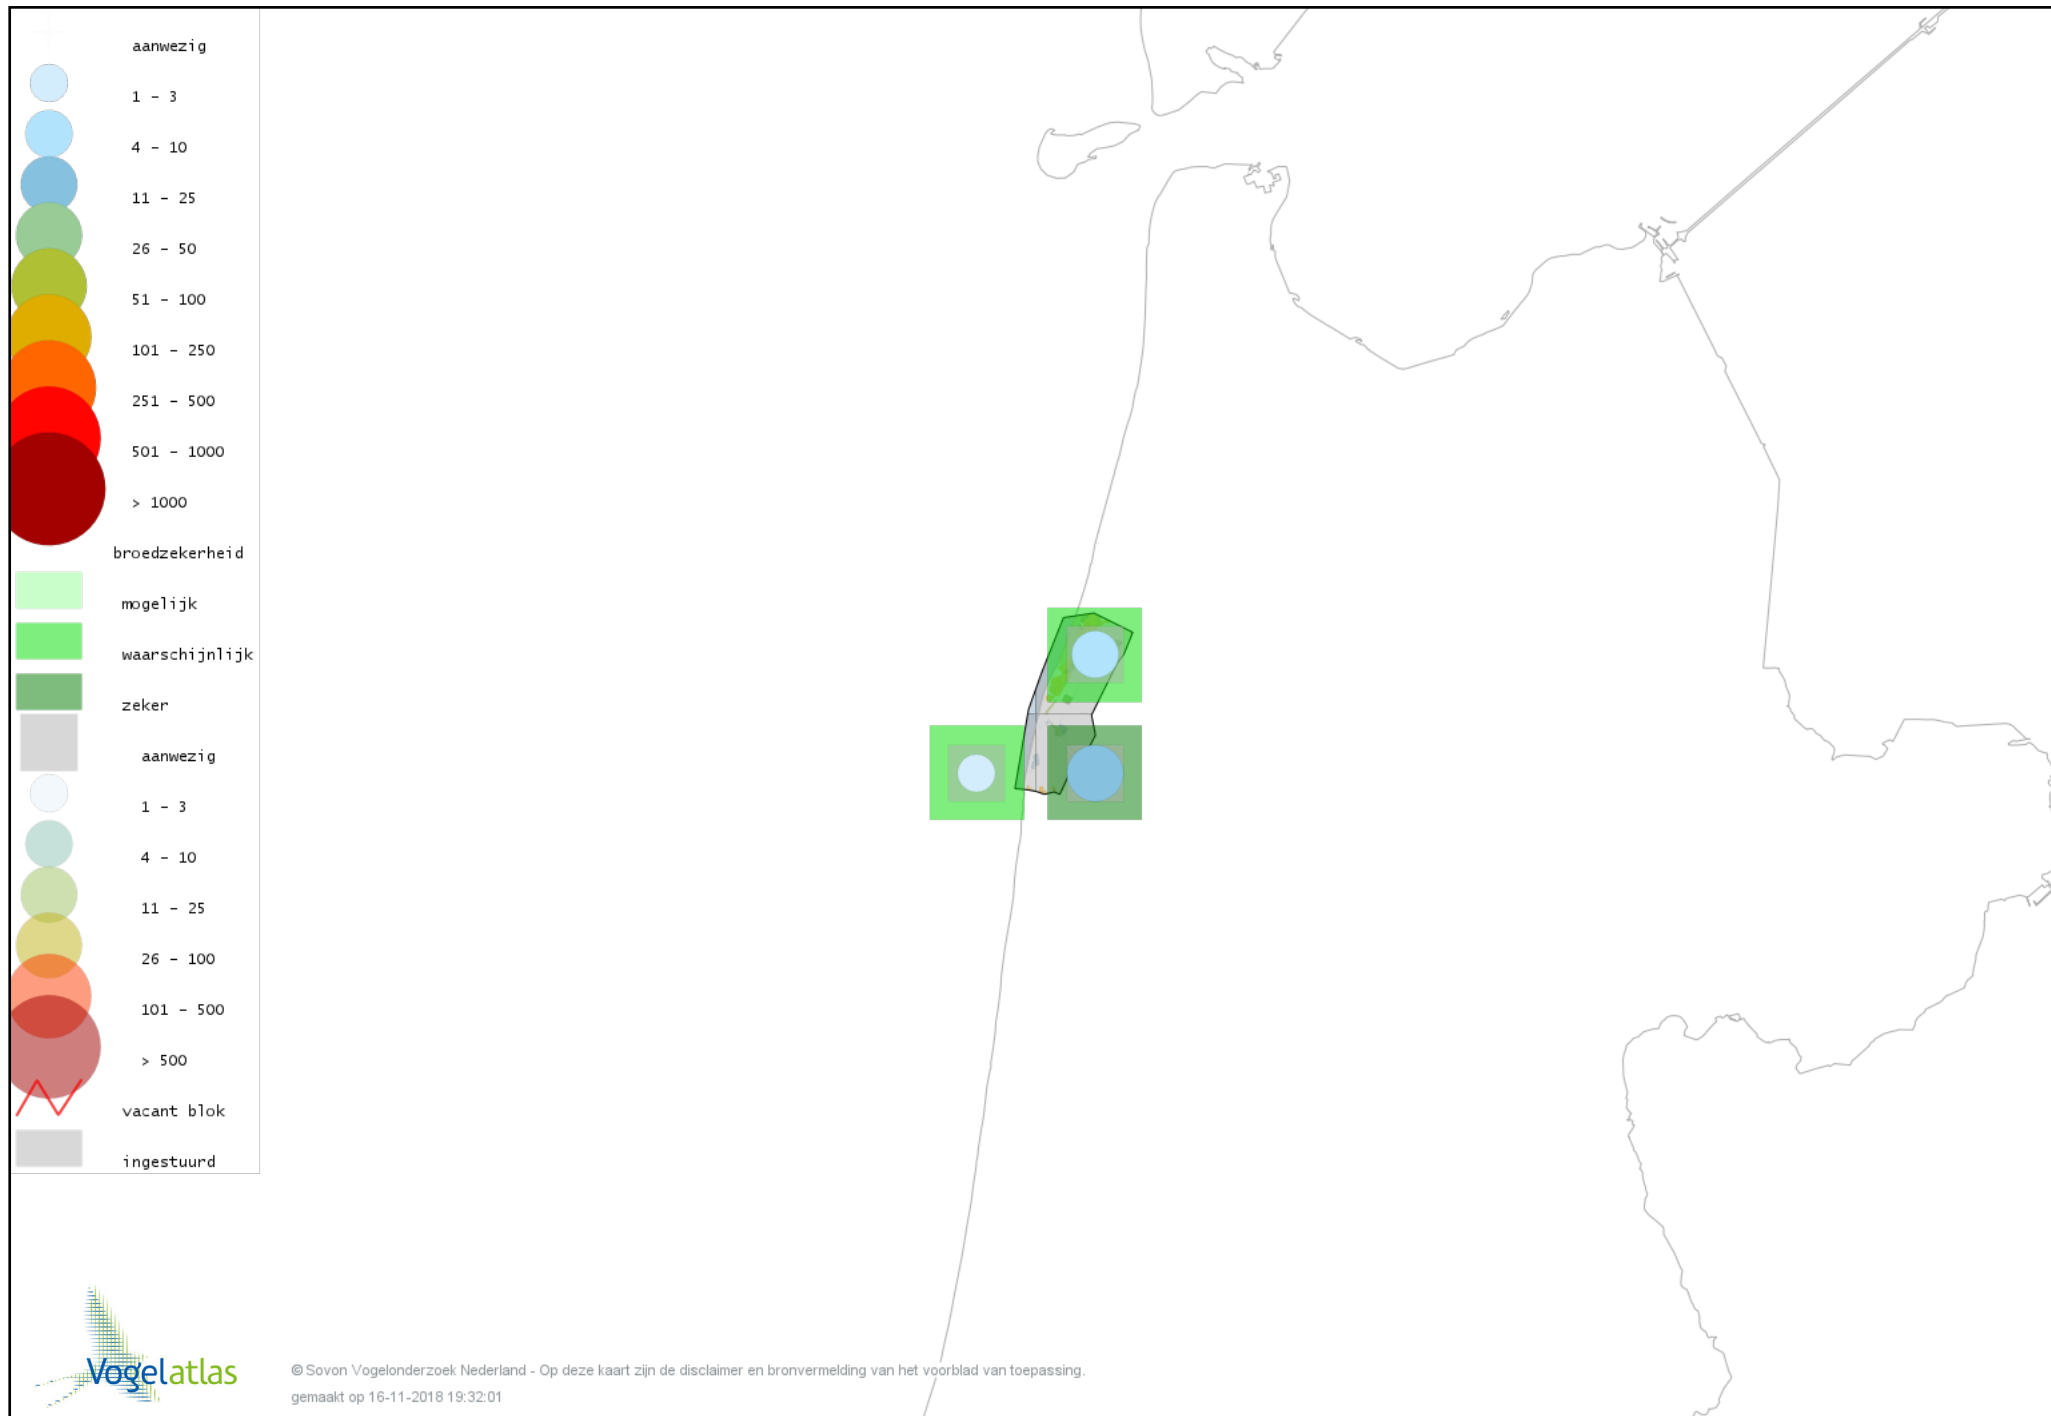 aanwezig
1 - 3
4 - 10
11 - 25
26 - 50
51 - 100
101 - 250
251 - 500
501 - 1000
> 1000
broedzekerheid
mogelijk
waarschijnlijk
zeker
aanwezig
1 - 3
4 - 10
11 - 25
26 - 100
101 - 500
> 500
vacant blok
ingestuurd
Vogelatlas
© Sovon Vogelonderzoek Nederland - Op deze kaart zijn de disclaimer en bronvermelding van het voorblad van toepassing.
gemaakt op 16-11-2018 19:32:01